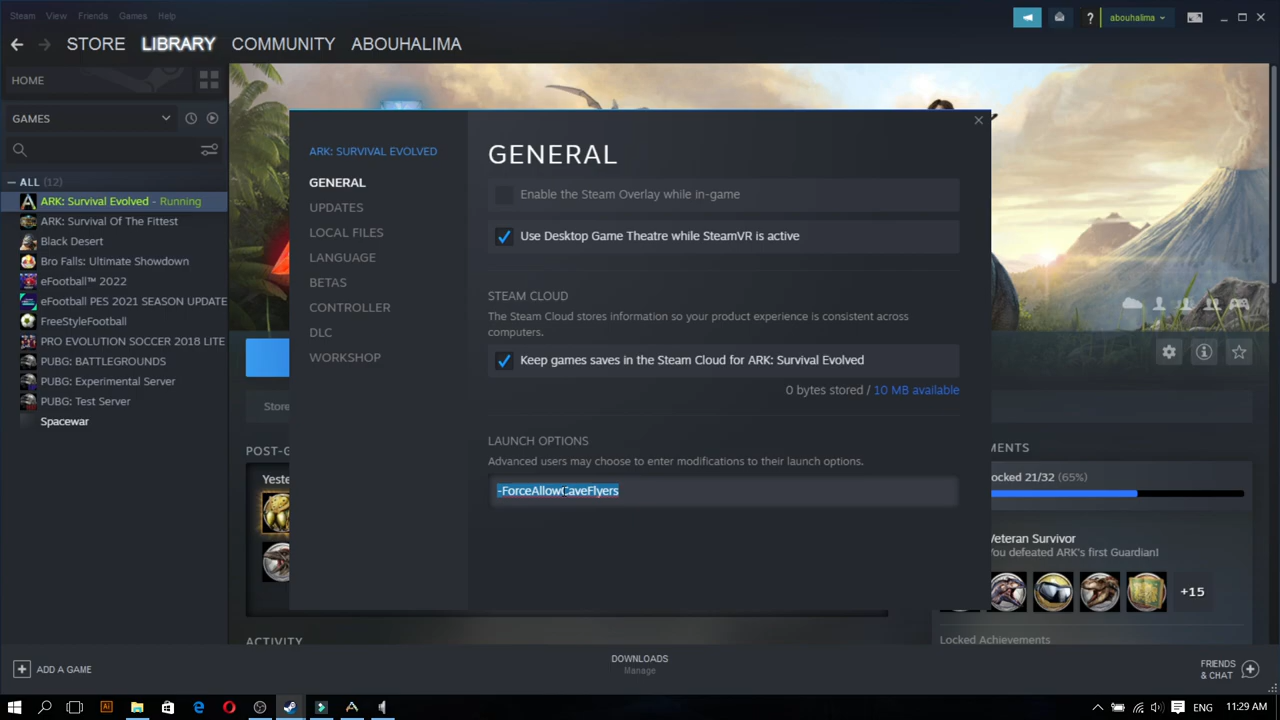 Steam View Friends Games Help
abouhalima
STORE LIBRARY COMMUNITY ABOUHALIMA
HOME
GAMES
ALL (12)
ARK: Survival Evolved - Running
ARK: Survival Of The Fittest
Black Desert
Bro Falls: Ultimate Showdown
eFootball™ 2022
eFootball PES 2021 SEASON UPDATE
FreeStyleFootball
PRO EVOLUTION SOCCER 2018 LITE
PUBG: BATTLEGROUNDS
PUBG: Experimental Server
PUBG: Test Server
Spacewar
ARK: SURVIVAL EVOLVED
GENERAL
UPDATES
LOCAL FILES
LANGUAGE
BETAS
CONTROLLER
DLC
WORKSHOP
GENERAL
Enable the Steam Overlay while in-game
Use Desktop Game Theatre while SteamVR is active
STEAM CLOUD
The Steam Cloud stores information so your product experience is consistent across
computers.
Keep games saves in the Steam Cloud for ARK: Survival Evolved
0 bytes stored / 10 MB available
LAUNCH OPTIONS
Advanced users may choose to enter modifications to their launch options.
-ForceAllowCaveFlyers
Store
POST-G
Yeste
ACTIVITY
MENTS
ocked 21/32 (65%)
Veteran Survivor
You defeated ARK's first Guardian!
+15
Locked Achievements
ADD A GAME
DOWNLOADS
Manage
FRIENDS
& CHAT
ENG 11:29 AM